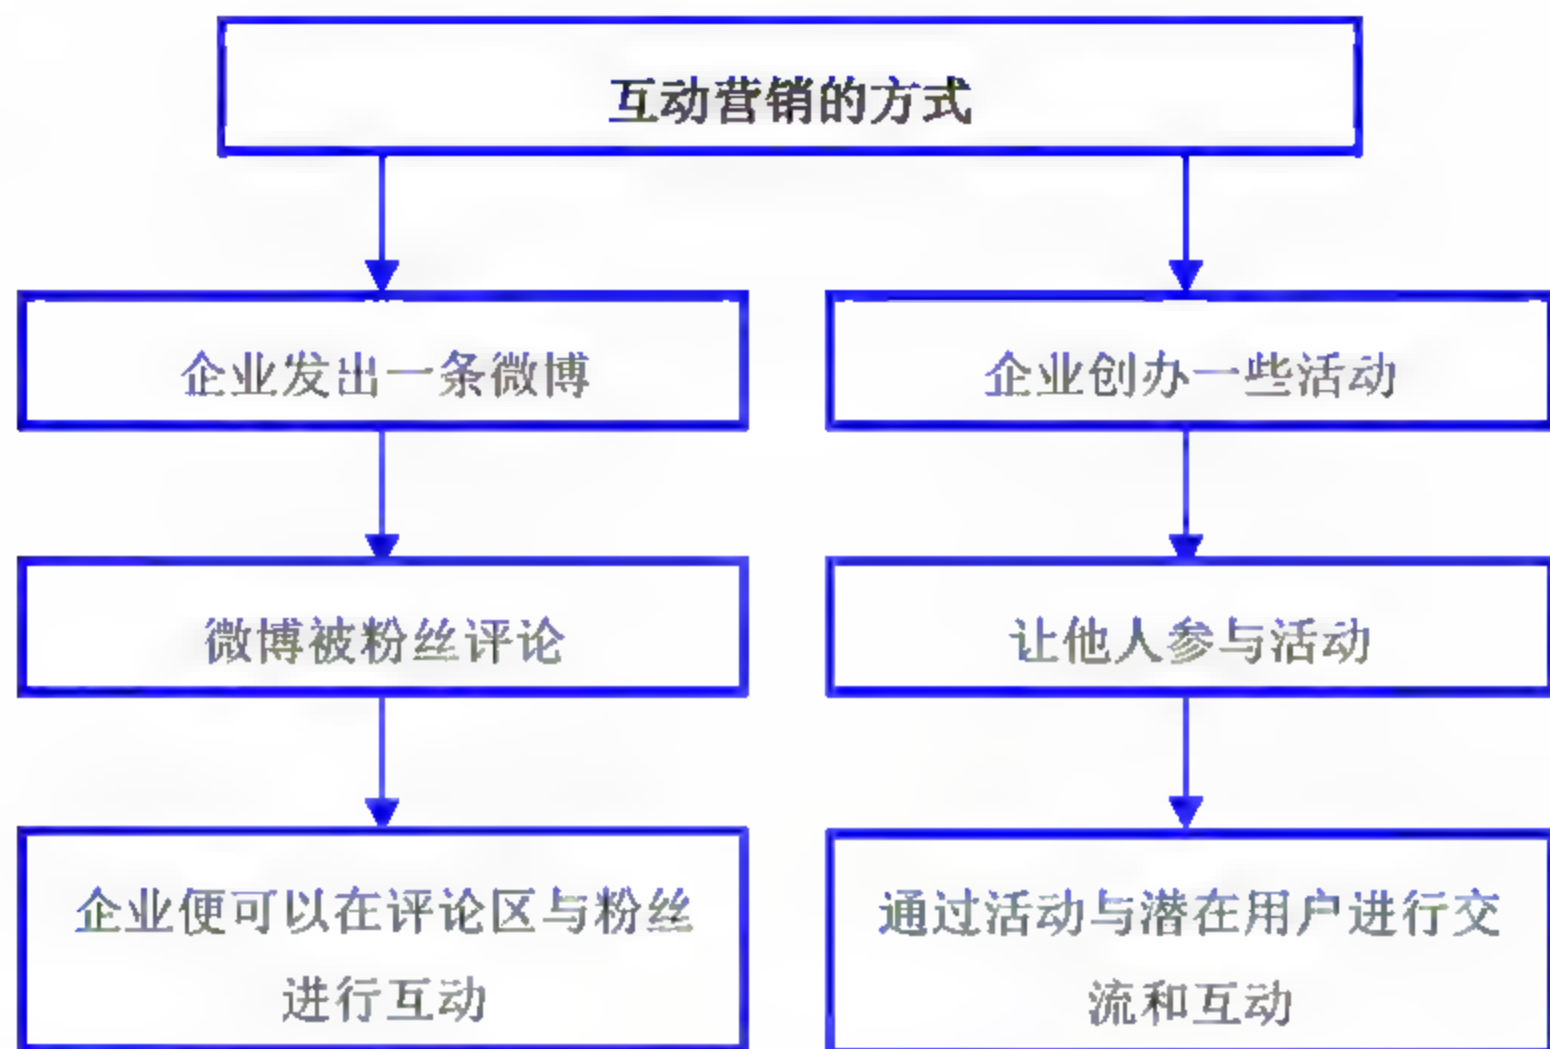 互动营销的方式
企业发出一条微博
企业创办一些活动
微博被粉丝评论
让他人参与活动
企业便可以在评论区与粉丝
进行互动
通过活动与潜在用户进行交
流和互动